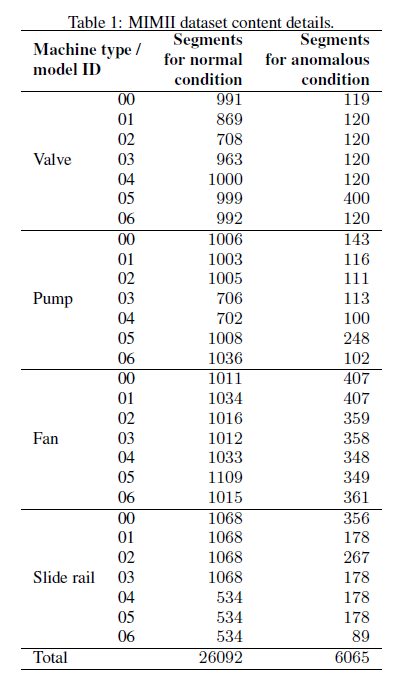 Table 1: MIMII dataset content details.
Machine type / model ID Segments for normal condition Segments for anomalous condition
00 991 119
01 869 120
02 708 120
Valve 03 963 120
04 1000 120
05 999 400
06 992 120
00 1006 143
01 1003 116
02 1005 111
Pump 03 706 113
04 702 100
05 1008 248
06 1036 102
00 1011 407
01 1034 407
02 1016 359
Fan 03 1012 358
04 1033 348
05 1109 349
06 1015 361
00 1068 356
01 1068 178
02 1068 267
Slide rail 03 1068 178
04 534 178
05 534 178
06 534 89
Total 26092 6065